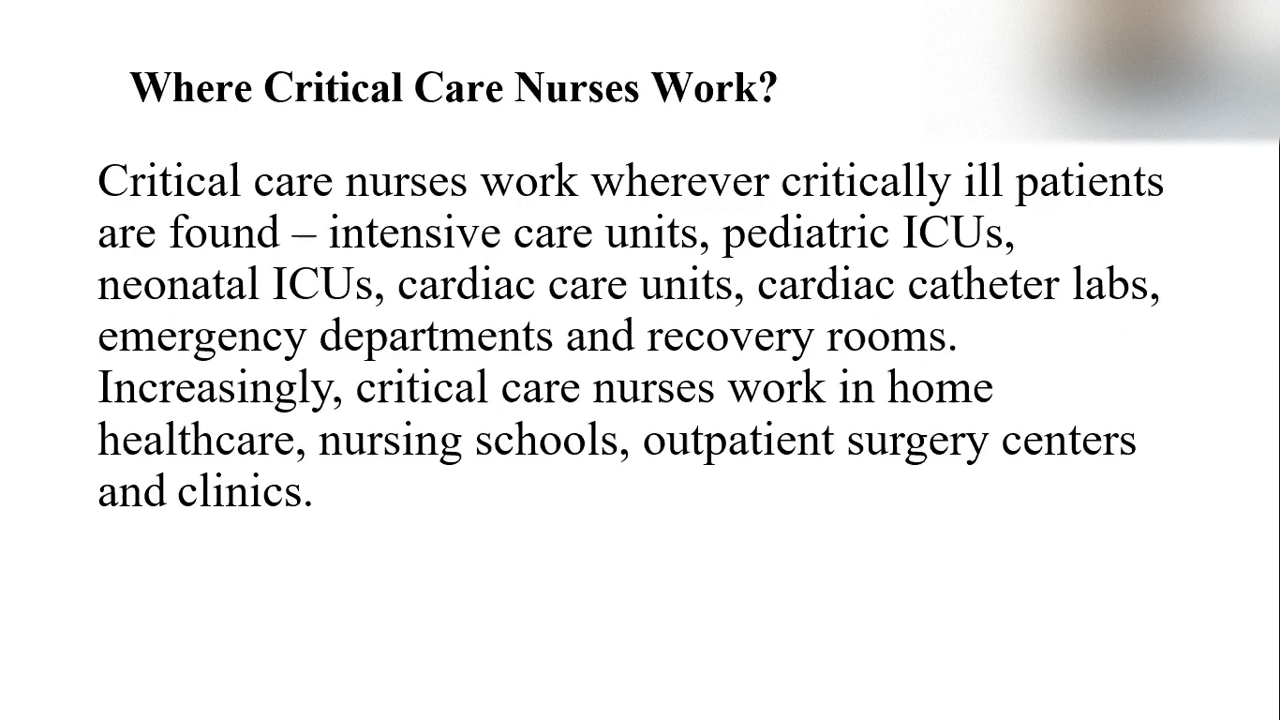 Where Critical Care Nurses Work?
Critical care nurses work wherever critically ill patients
are found – intensive care units, pediatric ICUs,
neonatal ICUs, cardiac care units, cardiac catheter labs,
emergency departments and recovery rooms.
Increasingly, critical care nurses work in home
healthcare, nursing schools, outpatient surgery centers
and clinics.